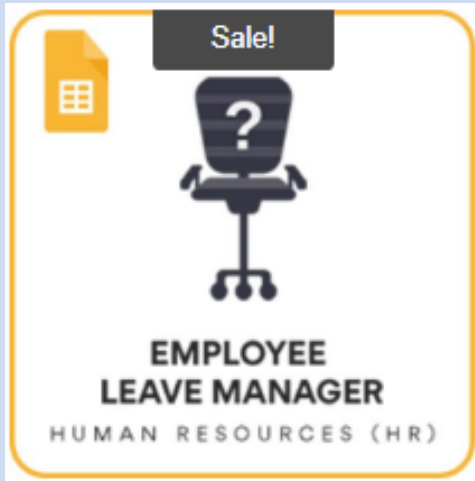 Sale!
?
EMPLOYEE
LEAVE MANAGER
HUMAN RESOURCES (HR)